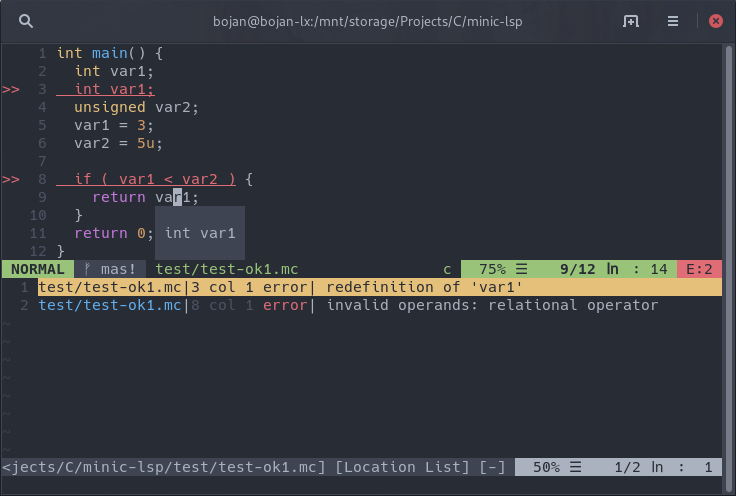 bojan@bojan-lx:/mnt/storage/Projects/C/minic-lsp
1 int main() {
2   int var1;
>> 3   int var1;
4   unsigned var2;
5   var1 = 3;
6   var2 = 5u;
7
>> 8   if ( var1 < var2 ) {
9     return var1;
10   }
11   return 0; int var1
12 }
NORMAL ᚠ mas! test/test-ok1.mc c 75% ☰ 9/12 ㏑ : 14 E:2
1 test/test-ok1.mc|3 col 1 error| redefinition of 'var1'
2 test/test-ok1.mc|8 col 1 error| invalid operands: relational operator
~
~
~
~
~
~
~
~
<jects/C/minic-lsp/test/test-ok1.mc] [Location List] [-] 50% ☰ 1/2 ㏑ : 1